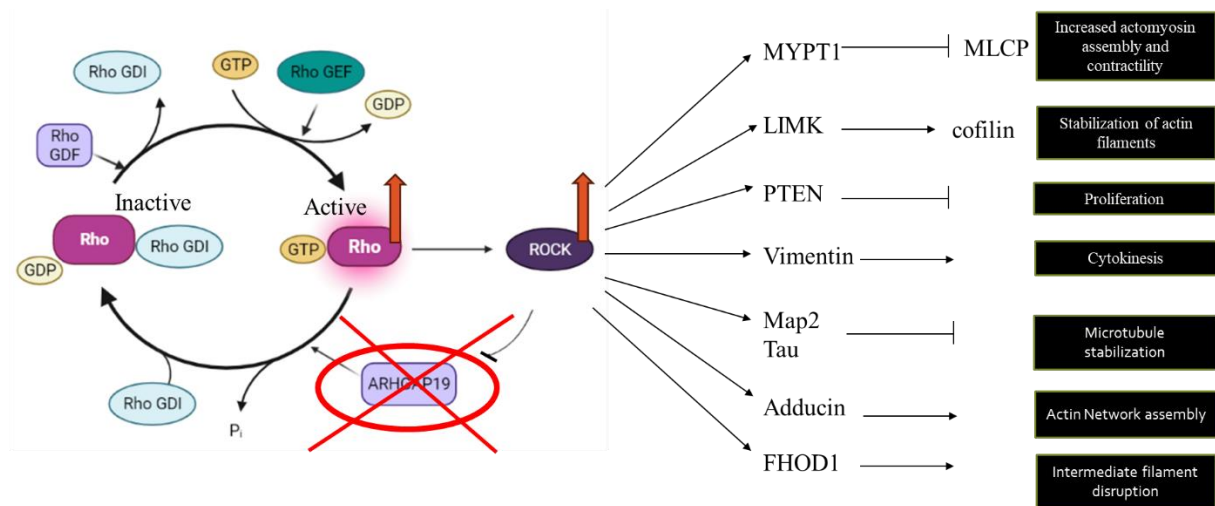 Rho GDI
GTP
Rho GEF
GDP
Rho
GDF
Inactive
Active
Rho
Rho GDI
GDP
GTP
Rho
ROCK
ARHGAP19
Rho GDI
Pi
MYPT1
MLCP
Increased actomyosin
assembly and
contractility
LIMK
cofilin
Stabilization of actin
filaments
PTEN
Proliferation
Vimentin
Cytokinesis
Map2
Tau
Microtubule
stabilization
Adducin
Actin Network assembly
FHOD1
Intermediate filament
disruption